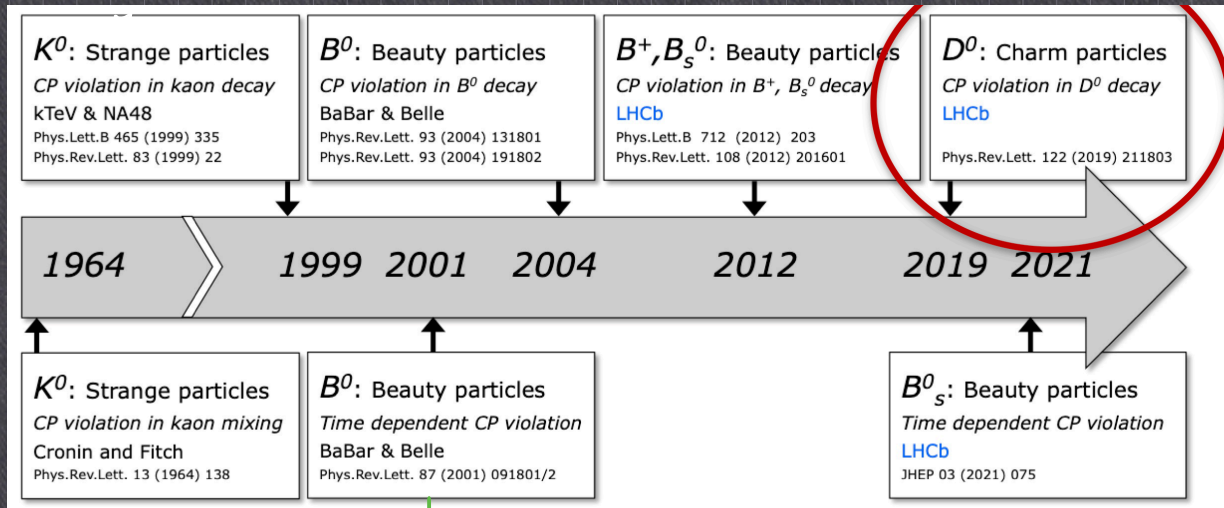 K⁰: Strange particles
CP violation in kaon decay
kTeV & NA48
Phys.Lett.B 465 (1999) 335
Phys.Rev.Lett. 83 (1999) 22
B⁰: Beauty particles
CP violation in B⁰ decay
BaBar & Belle
Phys.Rev.Lett. 93 (2004) 131801
Phys.Rev.Lett. 93 (2004) 191802
B⁺,Bₛ⁰: Beauty particles
CP violation in B⁺, Bₛ⁰ decay
LHCb
Phys.Lett.B 712 (2012) 203
Phys.Rev.Lett. 108 (2012) 201601
D⁰: Charm particles
CP violation in D⁰ decay
LHCb
Phys.Rev.Lett. 122 (2019) 211803
1964 1999 2001 2004 2012 2019 2021
K⁰: Strange particles
CP violation in kaon mixing
Cronin and Fitch
Phys.Rev.Lett. 13 (1964) 138
B⁰: Beauty particles
Time dependent CP violation
BaBar & Belle
Phys.Rev.Lett. 87 (2001) 091801/2
B⁰ₛ: Beauty particles
Time dependent CP violation
LHCb
JHEP 03 (2021) 075